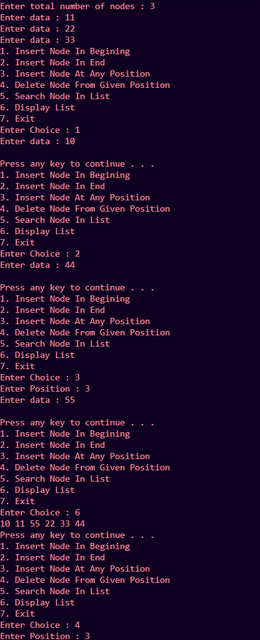 Enter total number of nodes : 3
Enter data : 11
Enter data : 22
Enter data : 33
1. Insert Node In Begining
2. Insert Node In End
3. Insert Node At Any Position
4. Delete Node From Given Position
5. Search Node In List
6. Display List
7. Exit
Enter Choice : 1
Enter data : 10
Press any key to continue . . .
1. Insert Node In Begining
2. Insert Node In End
3. Insert Node At Any Position
4. Delete Node From Given Position
5. Search Node In List
6. Display List
7. Exit
Enter Choice : 2
Enter data : 44
Press any key to continue . . .
1. Insert Node In Begining
2. Insert Node In End
3. Insert Node At Any Position
4. Delete Node From Given Position
5. Search Node In List
6. Display List
7. Exit
Enter Choice : 3
Enter Position : 3
Enter data : 55
Press any key to continue . . .
1. Insert Node In Begining
2. Insert Node In End
3. Insert Node At Any Position
4. Delete Node From Given Position
5. Search Node In List
6. Display List
7. Exit
Enter Choice : 6
10 11 55 22 33 44
Press any key to continue . . .
1. Insert Node In Begining
2. Insert Node In End
3. Insert Node At Any Position
4. Delete Node From Given Position
5. Search Node In List
6. Display List
7. Exit
Enter Choice : 4
Enter Position : 3